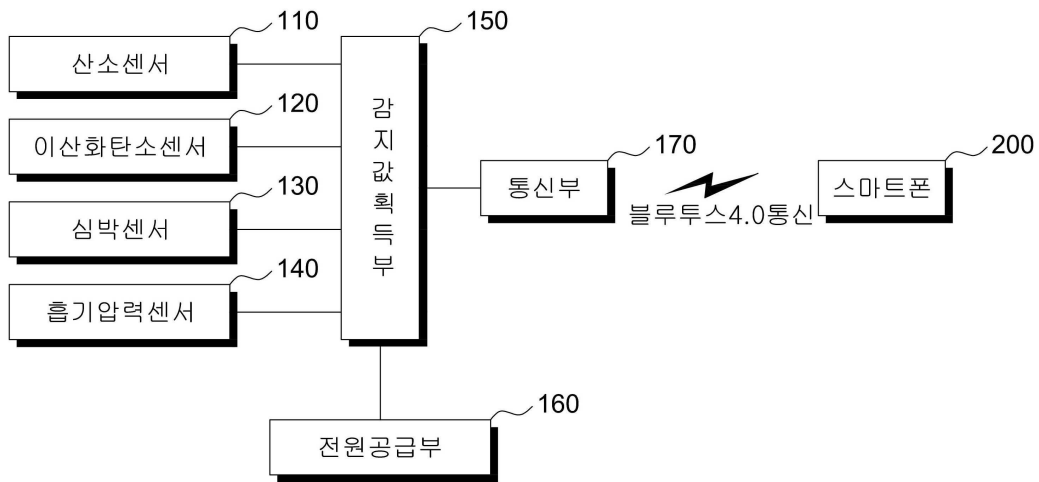 110
산소센서
120
이산화탄소센서
130
심박센서
140
흡기압력센서
150
감지값획득부
160
전원공급부
170
통신부
블루투스4.0통신
200
스마트폰